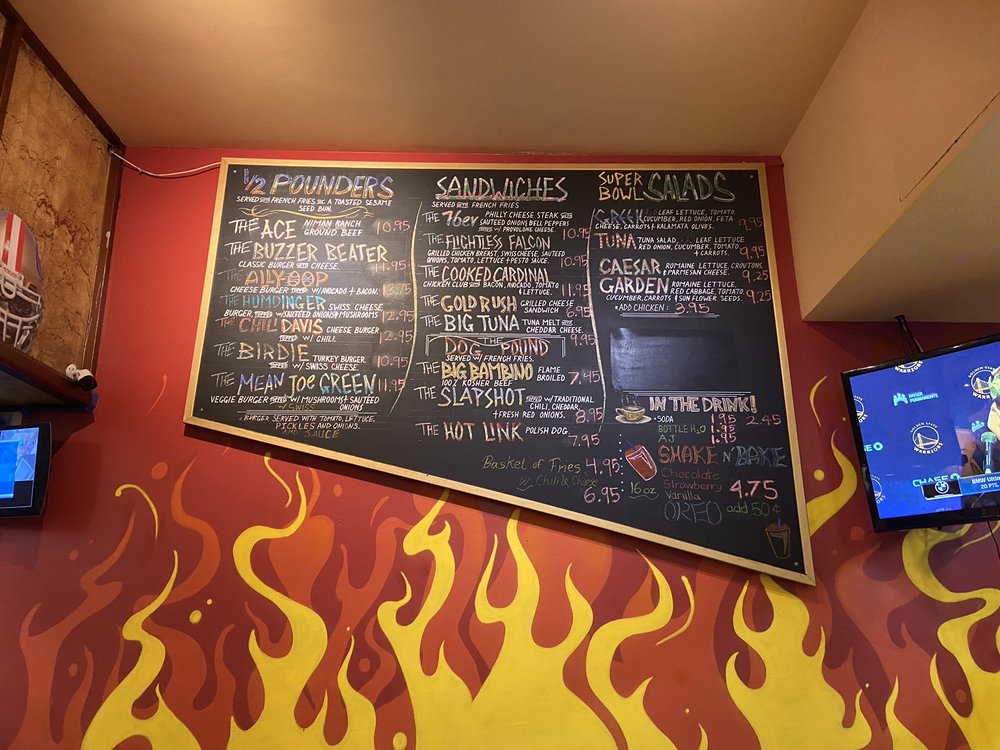 1/2 POUNDERS
SERVED WITH FRENCH FRIES ON A TOASTED SESAME
SEED BUN.
THE ACE NIMAN RANCH
GROUND BEEF 10.95
THE BUZZER BEATER
CLASSIC BURGER WITH CHEESE. 11.95
THE ALLY-OOP
CHEESE BURGER TOPPED W/ AVOCADO + BACON. 13.75
THE HUMDINGER SWISS CHEESE
BURGER TOPPED W/ SAUTEED ONIONS & MUSHROOMS 12.95
THE CHILI DAVIS CHEESE BURGER
TOPPED W/ CHILI. 12.95
THE BIRDIE TURKEY BURGER
TOPPED W/ SWISS CHEESE. 10.95
THE MEAN JOE GREEN 11.95
VEGGIE BURGER TOPPED W/ MUSHROOMS + SAUTEED
W/ SWISS ONIONS
BURGER SERVED WITH TOMATO, LETTUCE,
PICKLES AND ONIONS.
AND SAUCE
SANDWICHES
SERVED WITH FRENCH FRIES
THE 76er PHILLY CHEESE STEAK WITH
SAUTEED ONIONS BELL PEPPERS
TOPPED W/ PROVOLONE CHEESE. 10.95
THE FLIGHTLESS FALCON
GRILLED CHICKEN BREAST, SWISS CHEESE, SAUTEED
ONIONS, TOMATO, LETTUCE + PESTO SAUCE. 10.95
THE COOKED CARDINAL
CHICKEN CLUB WITH BACON, AVOCADO, TOMATO
+ LETTUCE. 11.95
THE GOLD RUSH GRILLED CHEESE
SANDWICH 6.95
THE BIG TUNA TUNA MELT WITH
CHEDDAR CHEESE. 9.95
THE
DOG POUND
SERVED W/ FRENCH FRIES.
THE BIG BAMBINO FLAME
BROILED 7.45
100% KOSHER BEEF
THE SLAPSHOT W/ TRADITIONAL
CHILI, CHEDDAR
+ FRESH RED ONIONS. 8.95
THE HOT LINK POLISH DOG. 7.95
Basket of Fries 4.95
w/ Chili & Cheese
6.95
SUPER
BOWL SALADS
GREEK LEAF LETTUCE, TOMATO,
CUCUMBER, RED ONION, FETA
CHEESE, CARROTS + KALAMATA OLIVES. 9.95
TUNA TUNA SALAD, LEAF LETTUCE
RED ONION, CUCUMBER, TOMATO,
+ CARROTS. 9.95
CAESAR ROMAINE LETTUCE, CROUTONS
+ PARMESAN CHEESE. 9.25
GARDEN ROMAINE LETTUCE,
RED CABBAGE, TOMATO
CUCUMBER, CARROTS & SUN FLOWER SEEDS. 9.25
*ADD CHICKEN: 3.95
IN THE DRINK!
•SODA 1.95 2.45
BOTTLE H2O 1.95
AJ 1.95
SHAKE N' BAKE
16 oz
Chocolate
Strawberry 4.75
Vanilla
OREO add 50¢
GOLDEN STATE
WARRIORS
KAISER PERMANENTE
WARRIORS
CHASE
BMW
20 PTS,